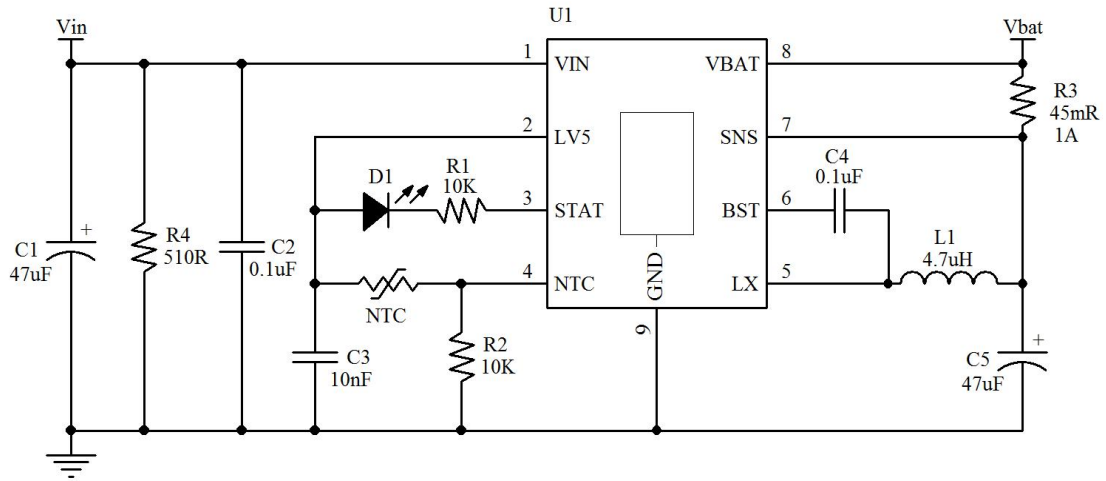 U1
Vin
Vbat
1
VIN
VBAT
8
R3
45mR
1A
2
LV5
SNS
7
D1
R1
10K
3
STAT
BST
6
C4
0.1uF
C1
+
47uF
R4
510R
C2
0.1uF
NTC
4
NTC
GND
9
LX
5
L1
4.7uH
C3
10nF
R2
10K
C5
+
47uF